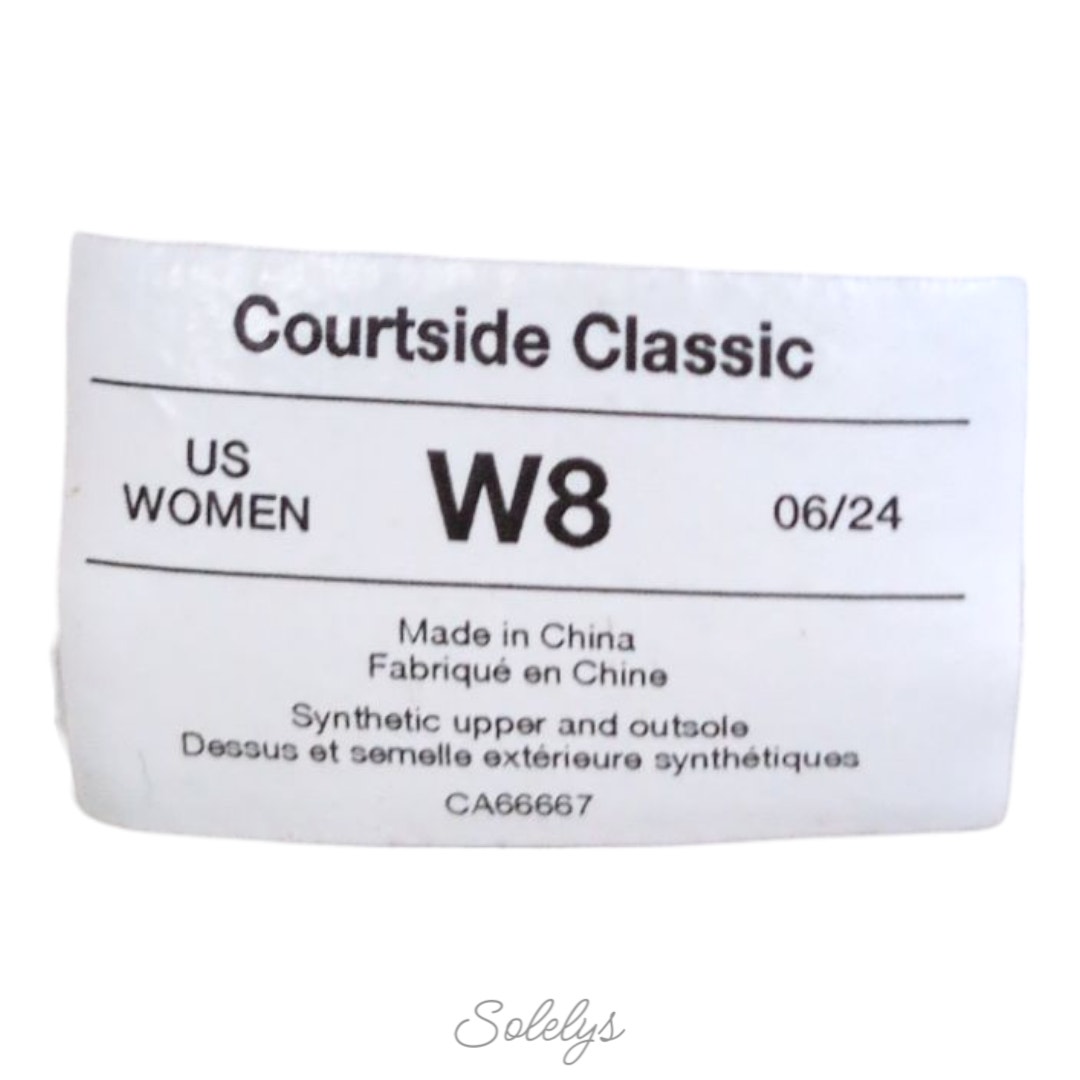 Courtside Classic
US
WOMEN
W8
06/24
Made in China
Fabriqué en Chine
Synthetic upper and outsole
Dessus et semelle extérieure synthétiques
CA66667
Solelys